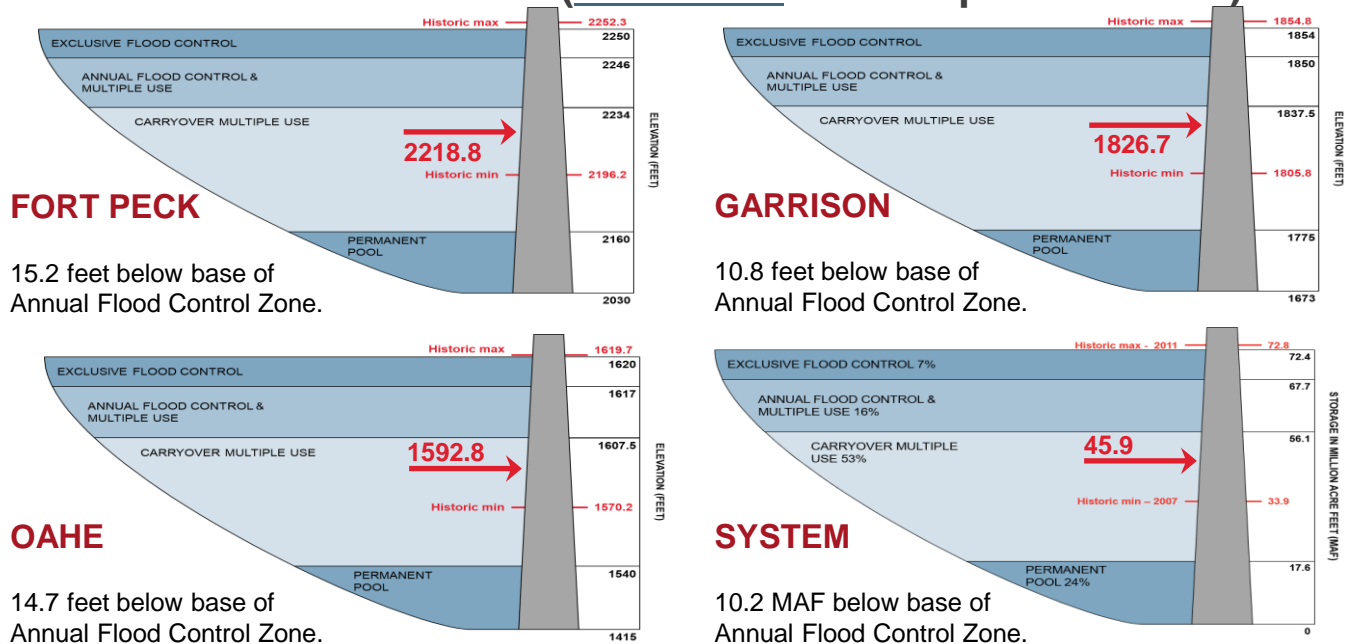 Historic max 2252.3
2250
EXCLUSIVE FLOOD CONTROL
2246
ANNUAL FLOOD CONTROL &
MULTIPLE USE
2234
CARRYOVER MULTIPLE USE
ELEVATION (FEET)
2218.8
Historic min 2196.2
FORT PECK
2160
PERMANENT
POOL
15.2 feet below base of
Annual Flood Control Zone.
2030
Historic max 1854.8
1854
EXCLUSIVE FLOOD CONTROL
1850
ANNUAL FLOOD CONTROL &
MULTIPLE USE
1837.5
CARRYOVER MULTIPLE USE
ELEVATION (FEET)
1826.7
Historic min 1805.8
GARRISON
1775
PERMANENT
POOL
10.8 feet below base of
Annual Flood Control Zone.
1673
Historic max 1619.7
1620
EXCLUSIVE FLOOD CONTROL
1617
ANNUAL FLOOD CONTROL &
MULTIPLE USE
1607.5
CARRYOVER MULTIPLE USE
ELEVATION (FEET)
1592.8
Historic min 1570.2
OAHE
1540
PERMANENT
POOL
14.7 feet below base of
Annual Flood Control Zone.
1415
Historic max - 2011 72.8
72.4
EXCLUSIVE FLOOD CONTROL 7%
67.7
ANNUAL FLOOD CONTROL &
MULTIPLE USE 16%
56.1
CARRYOVER MULTIPLE
USE 53%
STORAGE IN MILLION ACRE FEET (MAF)
45.9
Historic min – 2007 33.9
SYSTEM
17.6
PERMANENT
POOL 24%
10.2 MAF below base of
Annual Flood Control Zone.
0